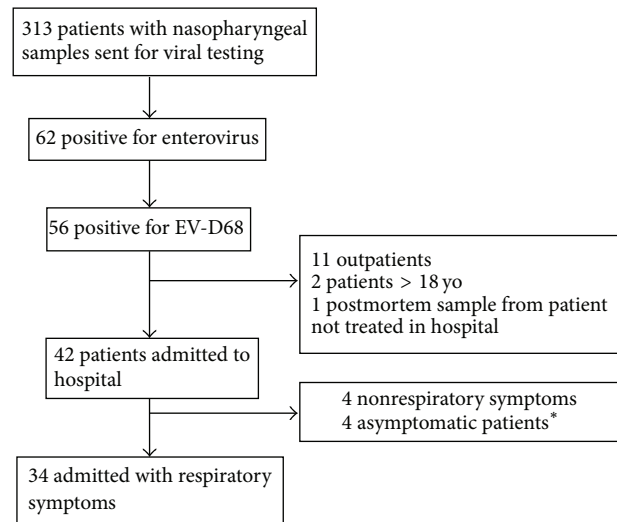 313 patients with nasopharyngeal
samples sent for viral testing
62 positive for enterovirus
56 positive for EV-D68
11 outpatients
2 patients > 18 yo
1 postmortem sample from patient
not treated in hospital
42 patients admitted to
hospital
4 nonrespiratory symptoms
4 asymptomatic patients*
34 admitted with respiratory
symptoms